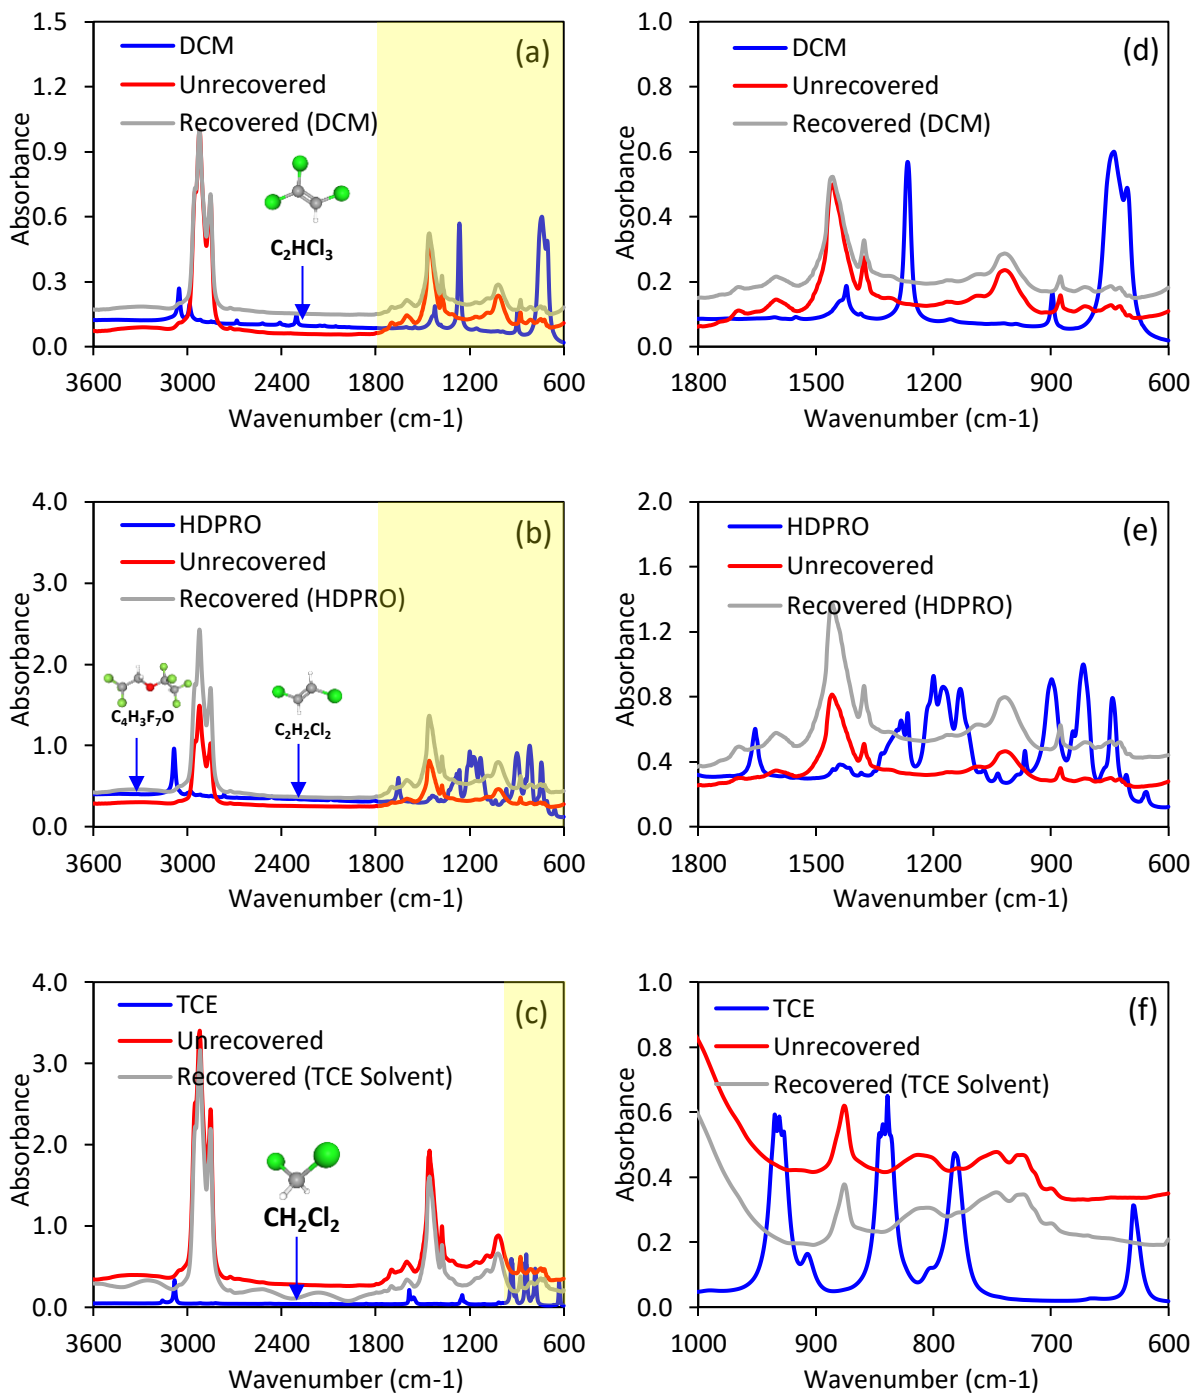 1.5
1.2
0.9
0.6
0.3
0.0
Absorbance
DCM
Unrecovered
Recovered (DCM)
(a)
C2HCl3
3600 3000 2400 1800 1200 600
Wavenumber (cm-1)
1.0
0.8
0.6
0.4
0.2
0.0
Absorbance
DCM
Unrecovered
Recovered (DCM)
(d)
1800 1500 1200 900 600
Wavenumber (cm-1)
4.0
3.0
2.0
1.0
0.0
Absorbance
HDPRO
Unrecovered
Recovered (HDPRO)
(b)
C4H3F7O
C2H2Cl2
3600 3000 2400 1800 1200 600
Wavenumber (cm-1)
2.0
1.6
1.2
0.8
0.4
0.0
Absorbance
HDPRO
Unrecovered
Recovered (HDPRO)
(e)
1800 1500 1200 900 600
Wavenumber (cm-1)
4.0
3.0
2.0
1.0
0.0
Absorbance
TCE
Unrecovered
Recovered (TCE Solvent)
(c)
CH2Cl2
3600 3000 2400 1800 1200 600
Wavenumber (cm-1)
1.0
0.8
0.6
0.4
0.2
0.0
Absorbance
TCE
Unrecovered
Recovered (TCE Solvent)
(f)
1000 900 800 700 600
Wavenumber (cm-1)